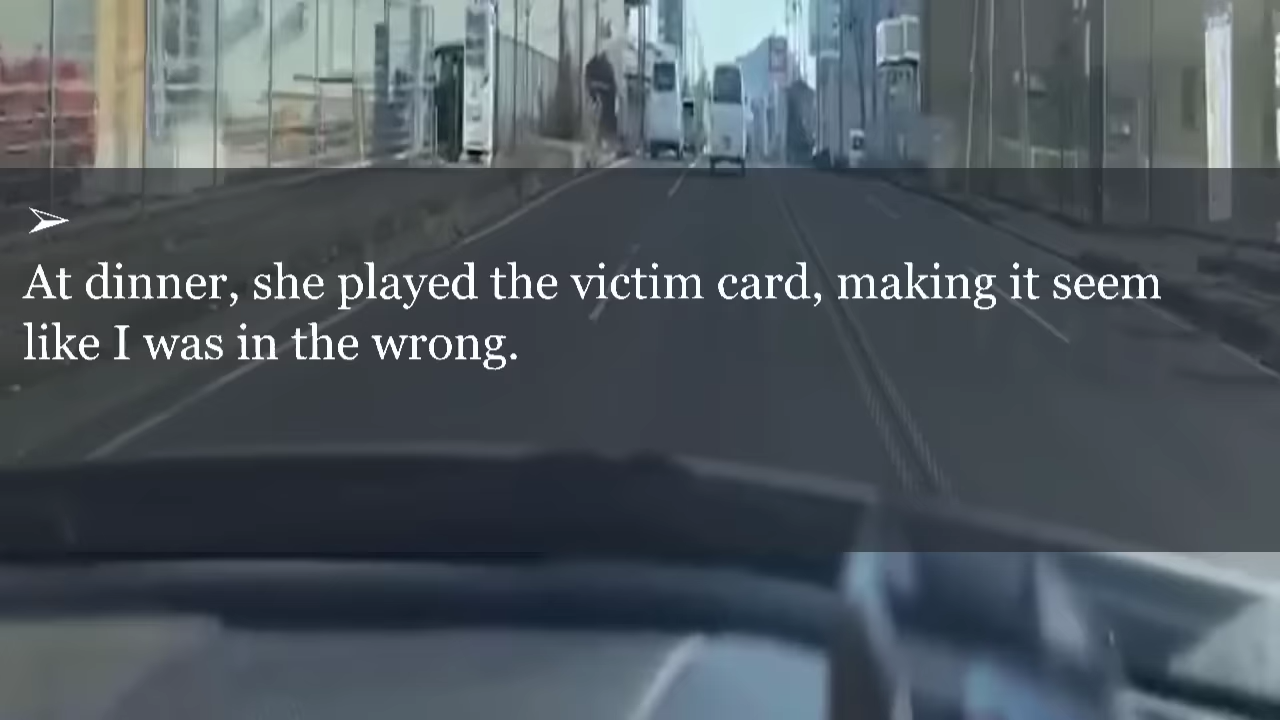 At dinner, she played the victim card, making it seem
like I was in the wrong.